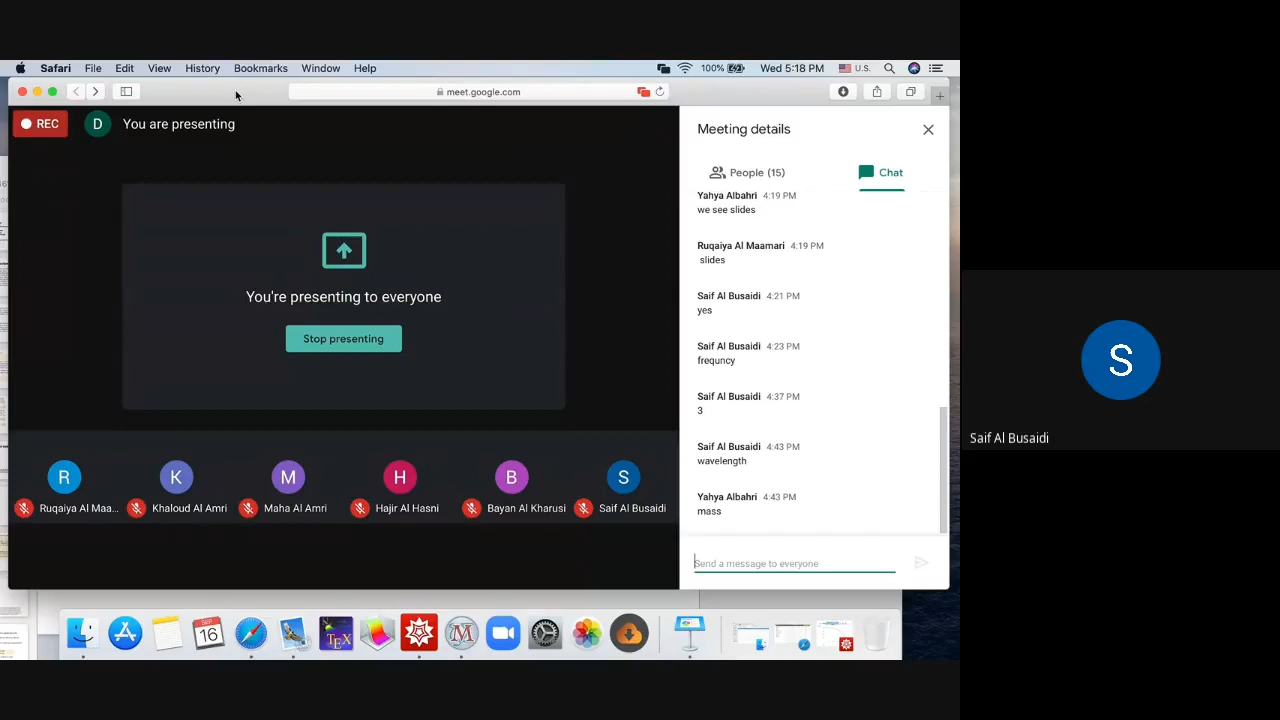 Safari File Edit View History Bookmarks Window Help 100% Wed 5:18 PM U.S.
meet.google.com
REC D You are presenting
You're presenting to everyone
Stop presenting
R K M H B S
Ruqaiya Al Maa... Khaloud Al Amri Maha Al Amri Hajir Al Hasni Bayan Al Kharusi Saif Al Busaidi
Meeting details
People (15) Chat
Yahya Albahri 4:19 PM
we see slides
Ruqaiya Al Maamari 4:19 PM
slides
Saif Al Busaidi 4:21 PM
yes
Saif Al Busaidi 4:23 PM
frequncy
Saif Al Busaidi 4:37 PM
3
Saif Al Busaidi 4:43 PM
wavelength
Yahya Albahri 4:43 PM
mass
Send a message to everyone
SEP
16
TEX
M
S
Saif Al Busaidi